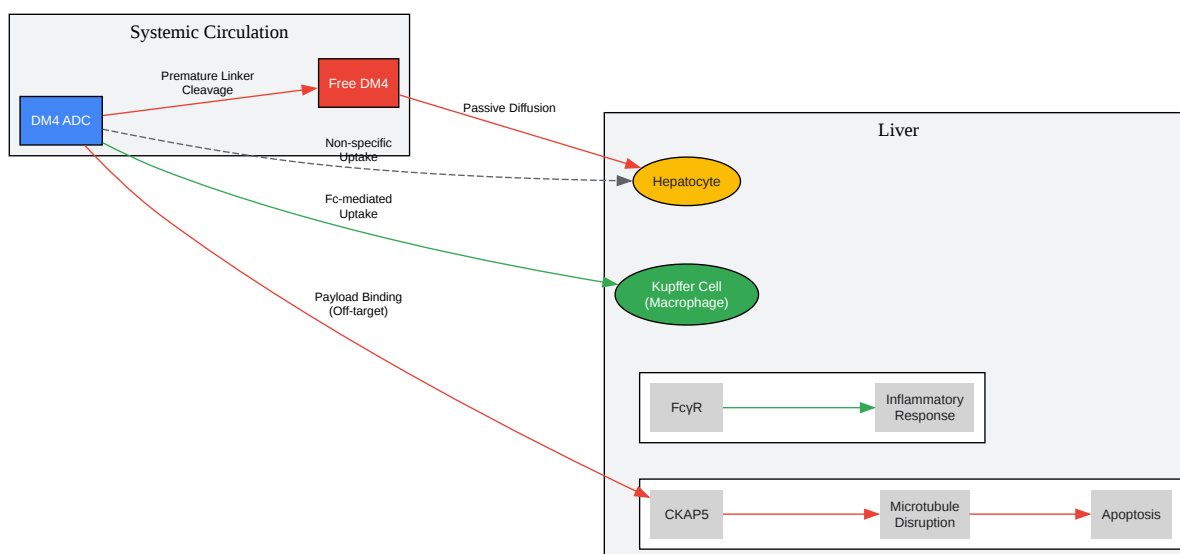 Systemic Circulation
Premature Linker
Cleavage
Free DM4
DM4 ADC
Passive Diffusion
Liver
Non-specific
Uptake
Hepatocyte
Fc-mediated
Uptake
Kupffer Cell
(Macrophage)
Payload Binding
(Off-target)
FcγR
Inflammatory
Response
CKAP5
Microtubule
Disruption
Apoptosis